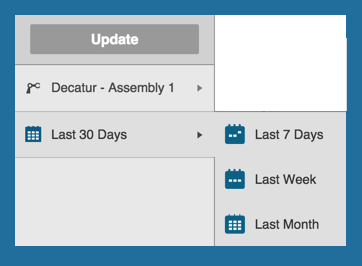 Update
Decatur - Assembly 1
Last 30 Days
Last 7 Days
Last Week
Last Month